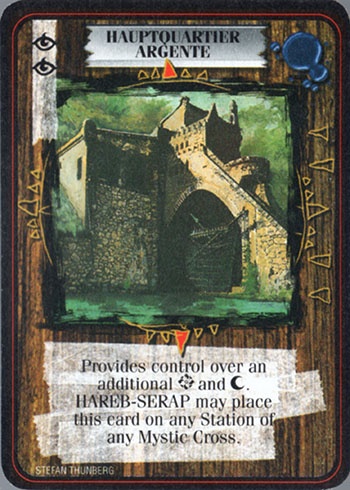 HAUPTQUARTIER
ARGENTE
Provides control over an
additional and .
HAREB-SERAP may place
this card on any Station of
any Mystic Cross.
STEFAN THUNBERG